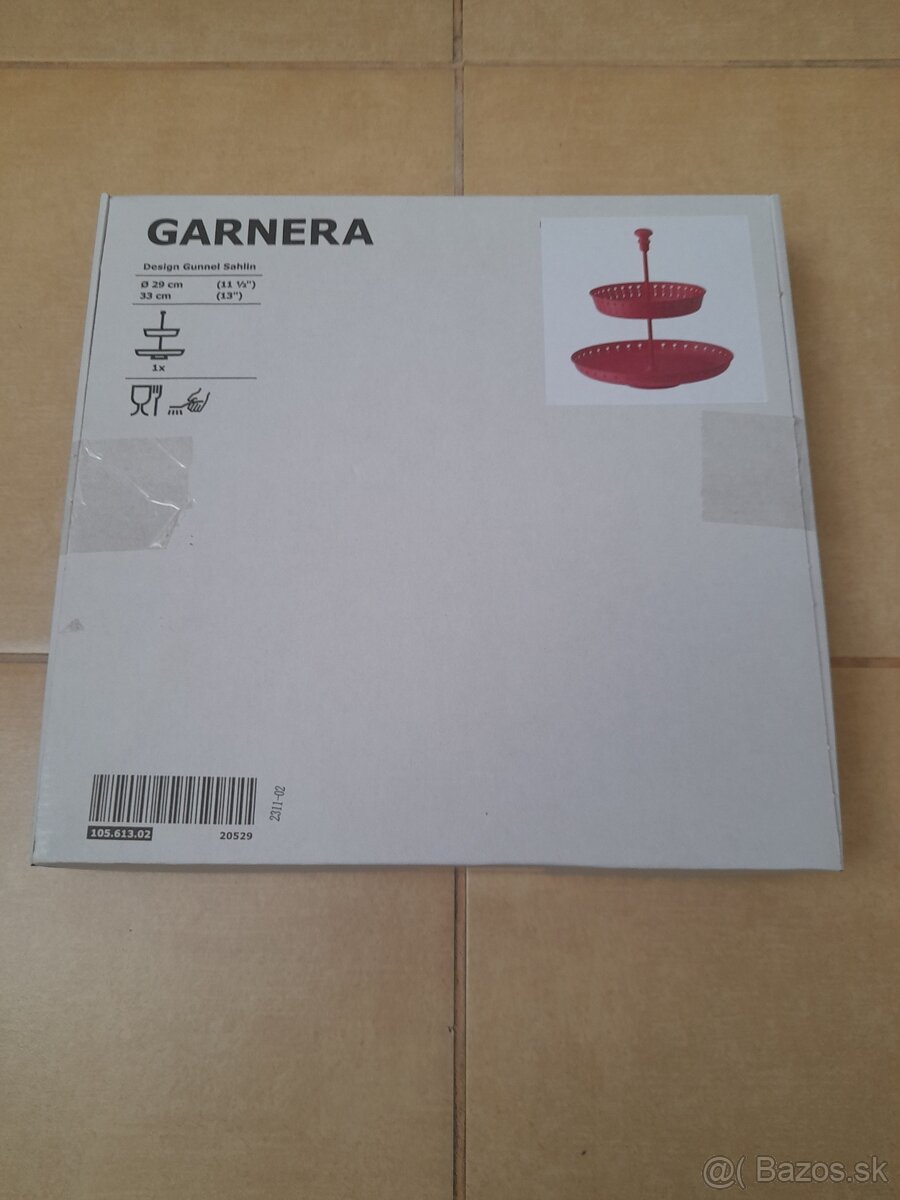 GARNERA
Design Gunnel Sahlin
Ø 29 cm (11 ½")
33 cm (13")
1x
105.613.02 20529
2311-02
@( Bazos.sk